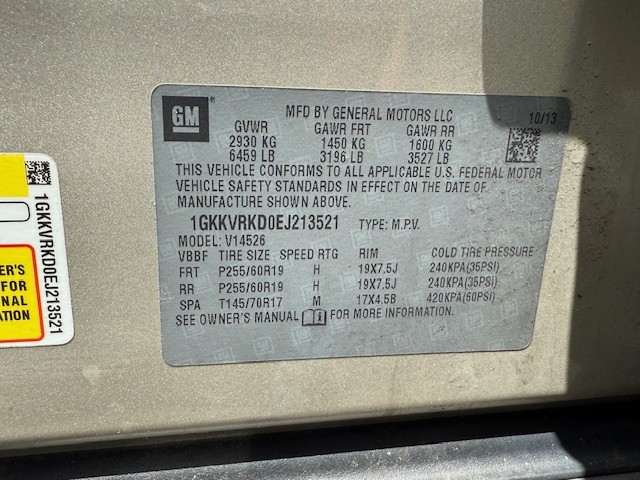 GM
MFD BY GENERAL MOTORS LLC
10/13
GVWR GAWR FRT GAWR RR
2930 KG 1450 KG 1600 KG
6459 LB 3196 LB 3527 LB
THIS VEHICLE CONFORMS TO ALL APPLICABLE U.S. FEDERAL MOTOR
VEHICLE SAFETY STANDARDS IN EFFECT ON THE DATE OF
MANUFACTURE SHOWN ABOVE.
1GKKVRKD0EJ213521 TYPE: M.P.V.
MODEL: V14526
VBBF TIRE SIZE SPEED RTG RIM COLD TIRE PRESSURE
FRT P255/60R19 H 19X7.5J 240KPA(35PSI)
RR P255/60R19 H 19X7.5J 240KPA(35PSI)
SPA T145/70R17 M 17X4.5B 420KPA(60PSI)
SEE OWNER'S MANUAL i FOR MORE INFORMATION.
1GKKVRKD0EJ213521
ER'S
FOR
NAL
ATION